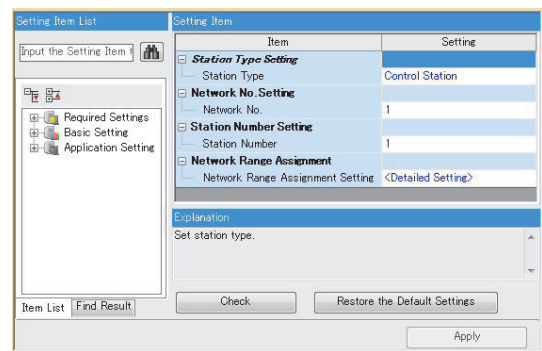 Setting Item List
Input the Setting Item
Required Settings
Basic Setting
Application Setting
Item List
Find Result
Setting Item
Item Setting
Station Type Setting
Station Type Control Station
Network No. Setting
Network No. 1
Station Number Setting
Station Number 1
Network Range Assignment
Network Range Assignment Setting <Detailed Setting>
Explanation
Set station type.
Check
Restore the Default Settings
Apply